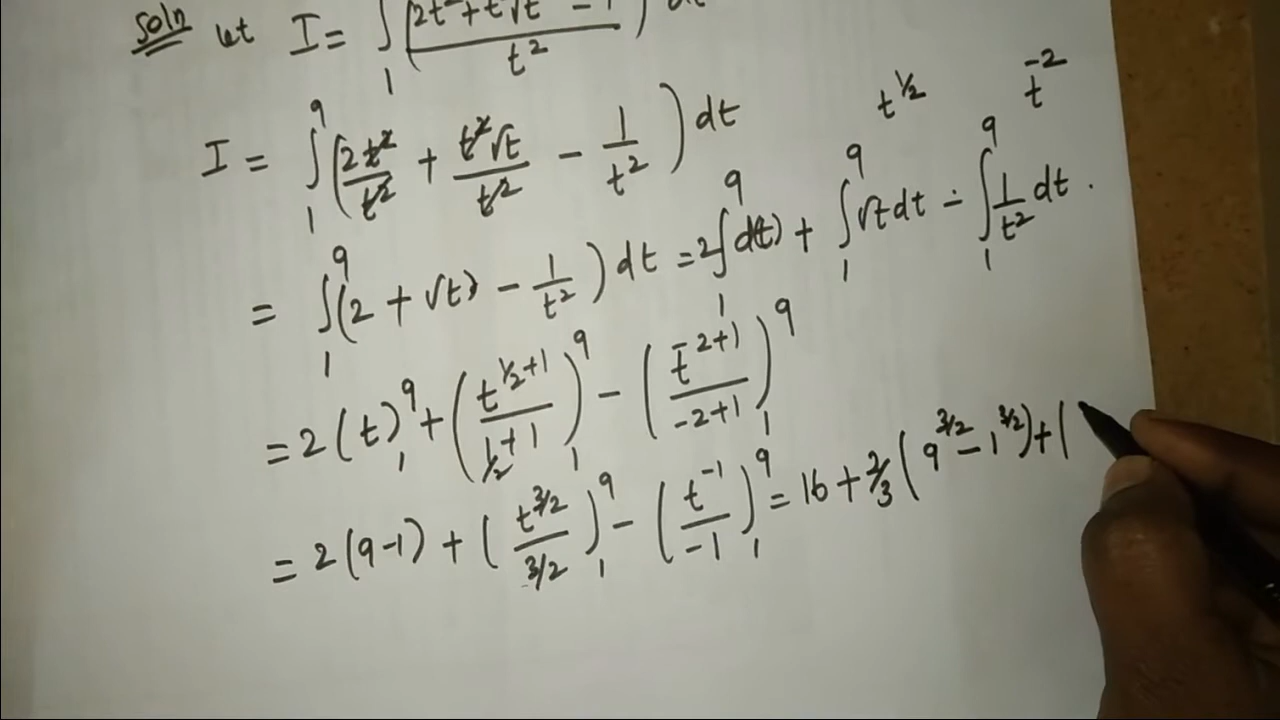 Soln let I = ∫₁ (2t² + t²√t − 1 / t²) dt
t^½ t^-2
I = ∫₁⁹ (2t²/t² + t²√t/t² − 1/t²) dt
= ∫₁⁹ (2 + √t) − 1/t²) dt = 2∫₁⁹ d(t) + ∫₁⁹ √t dt − ∫₁⁹ 1/t² dt .
= 2 (t)₁⁹ + (t^(½+1) / ½+1)₁⁹ − (t^(-2+1) / -2+1)₁⁹
= 2(9-1) + (t^(3/2) / 3/2)₁⁹ − (t^-1 / -1)₁⁹ = 16 + 2/3 (9^(3/2) − 1^(3/2)) + (